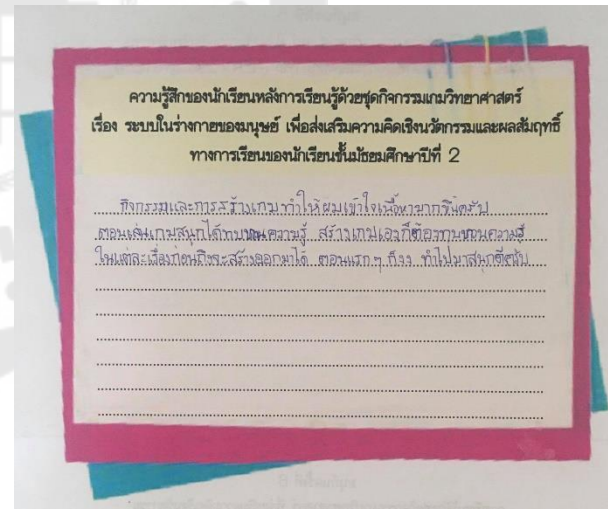 ความรู้สึกของนักเรียนหลังการเรียนรู้ด้วยชุดกิจกรรมเกมวิทยาศาสตร์
เรื่อง ระบบในร่างกายของมนุษย์ เพื่อส่งเสริมความคิดเชิงนวัตกรรมและผลสัมฤทธิ์
ทางการเรียนของนักเรียนชั้นมัธยมศึกษาปีที่ 2
กิจกรรมและการสร้างเกมทำให้ผมเข้าใจเนื้อหามากขึ้นครับ
ตอนเล่นเกมสนุกได้ทบทวนความรู้ สร้างเกมเองก็ต้องทบทวนความรู้
ในแต่ละเรื่องก่อนถึงจะสร้างออกมาได้ ตอนแรกๆ ก็งง ทำไปมาสนุกดีครับ